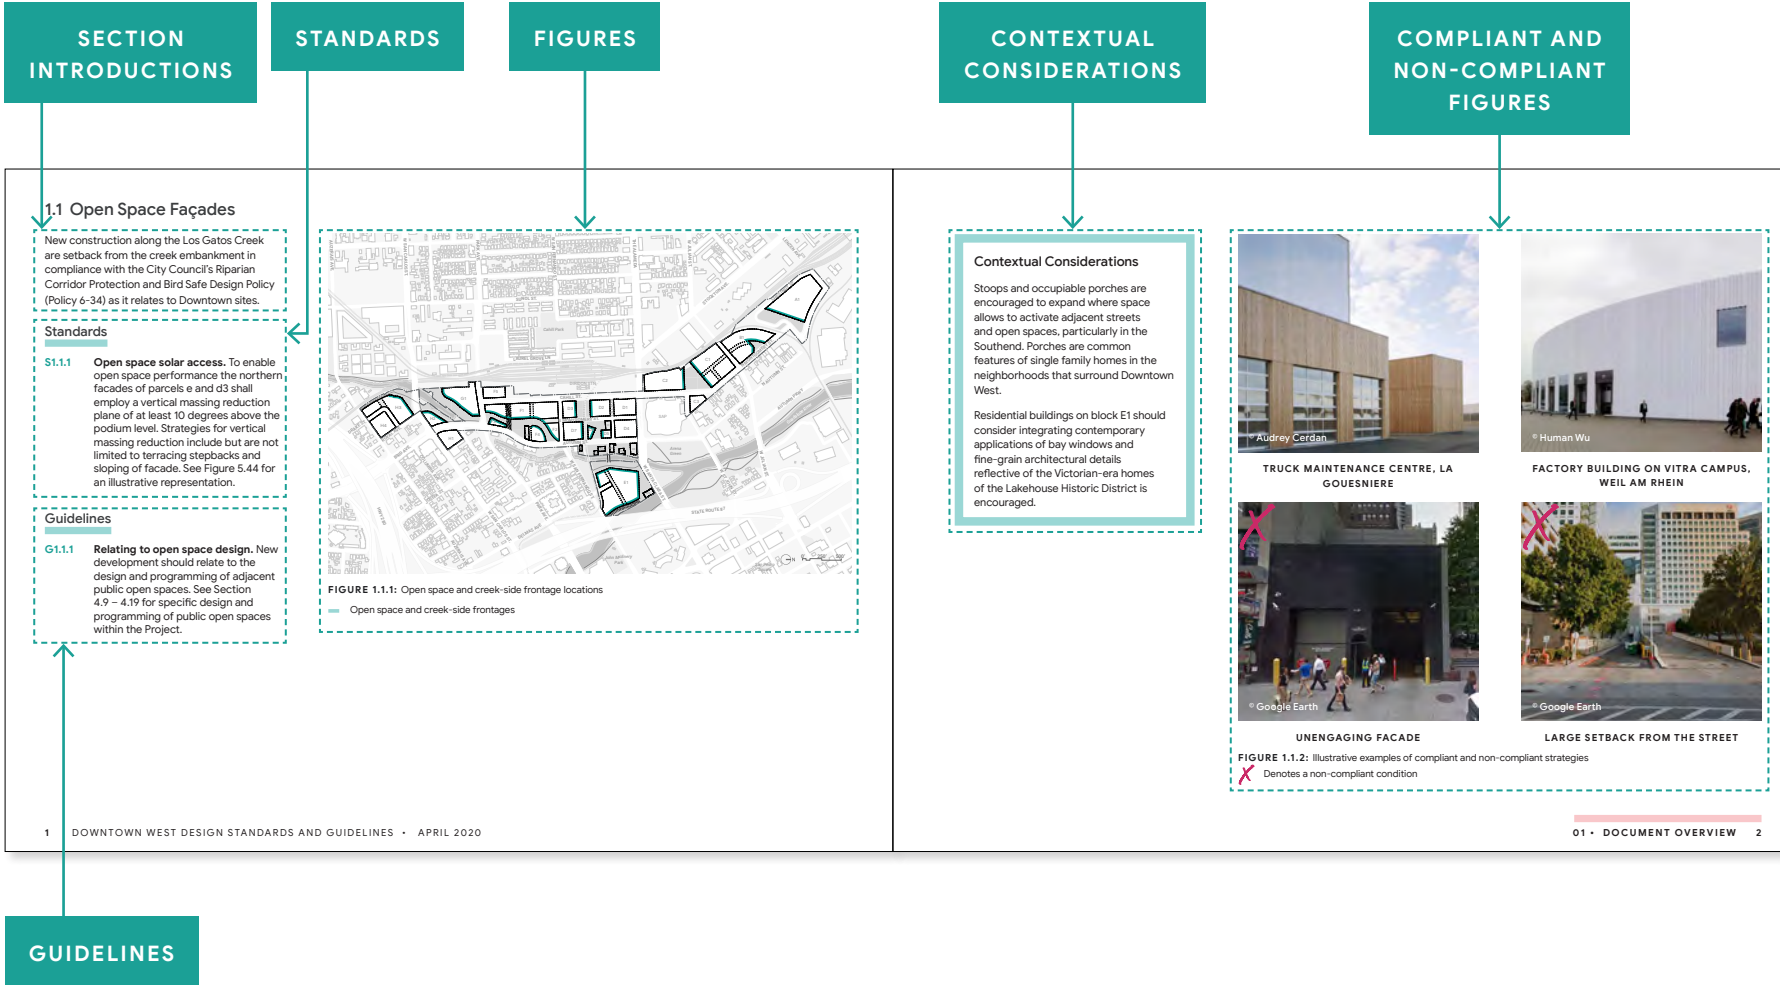 SECTION
INTRODUCTIONS
STANDARDS
FIGURES
CONTEXTUAL
CONSIDERATIONS
COMPLIANT AND
NON-COMPLIANT
FIGURES
1.1 Open Space Façades
New construction along the Los Gatos Creek
are setback from the creek embankment in
compliance with the City Council's Riparian
Corridor Protection and Bird Safe Design Policy
(Policy 6-34) as it relates to Downtown sites.
Standards
S1.1.1 Open space solar access. To enable
open space performance the northern
facades of parcels e and d3 shall
employ a vertical massing reduction
plane of at least 10 degrees above the
podium level. Strategies for vertical
massing reduction include but are not
limited to terracing stepbacks and
sloping of facade. See Figure 5.44 for
an illustrative representation.
Guidelines
G1.1.1 Relating to open space design. New
development should relate to the
design and programming of adjacent
public open spaces. See Section
4.9 – 4.19 for specific design and
programming of public open spaces
within the Project.
STATE ROUTE 87
FIGURE 1.1.1: Open space and creek-side frontage locations
Open space and creek-side frontages
Contextual Considerations
Stoops and occupiable porches are
encouraged to expand where space
allows to activate adjacent streets
and open spaces, particularly in the
Southend. Porches are common
features of single family homes in the
neighborhoods that surround Downtown
West.
Residential buildings on block E1 should
consider integrating contemporary
applications of bay windows and
fine-grain architectural details
reflective of the Victorian-era homes
of the Lakehouse Historic District is
encouraged.
© Audrey Cerdan
TRUCK MAINTENANCE CENTRE, LA
GOUESNIERE
© Human Wu
FACTORY BUILDING ON VITRA CAMPUS,
WEIL AM RHEIN
© Google Earth
UNENGAGING FACADE
© Google Earth
LARGE SETBACK FROM THE STREET
FIGURE 1.1.2: Illustrative examples of compliant and non-compliant strategies
Denotes a non-compliant condition
1 DOWNTOWN WEST DESIGN STANDARDS AND GUIDELINES • APRIL 2020
01 • DOCUMENT OVERVIEW 2
GUIDELINES